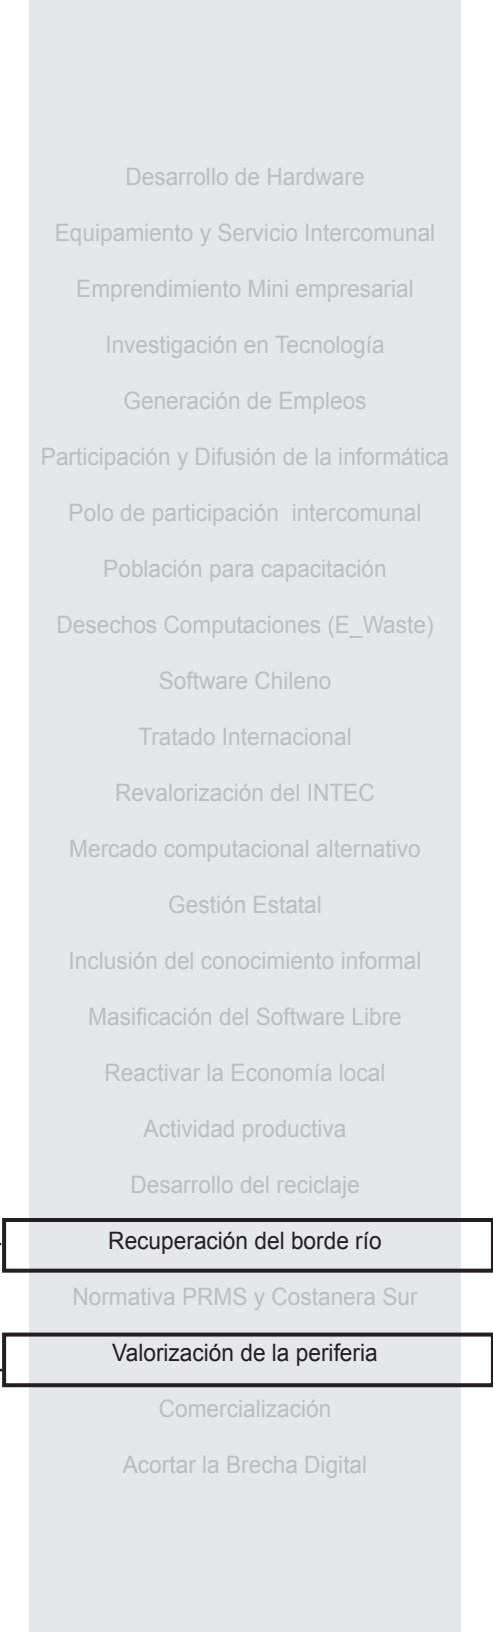 Desarrollo de Hardware
Equipamiento y Servicio Intercomunal
Emprendimiento Mini empresarial
Investigación en Tecnología
Generación de Empleos
Participación y Difusión de la informática
Polo de participación  intercomunal
Población para capacitación
Desechos Computaciones (E_Waste)
Software Chileno
Tratado Internacional
Revalorización del INTEC
Mercado computacional alternativo
Gestión Estatal
Inclusión del conocimiento informal
Masificación del Software Libre
Reactivar la Economía local
Actividad productiva
Desarrollo del reciclaje
Recuperación del borde río
Normativa PRMS y Costanera Sur
Valorización de la periferia
Comercialización
Acortar la Brecha Digital